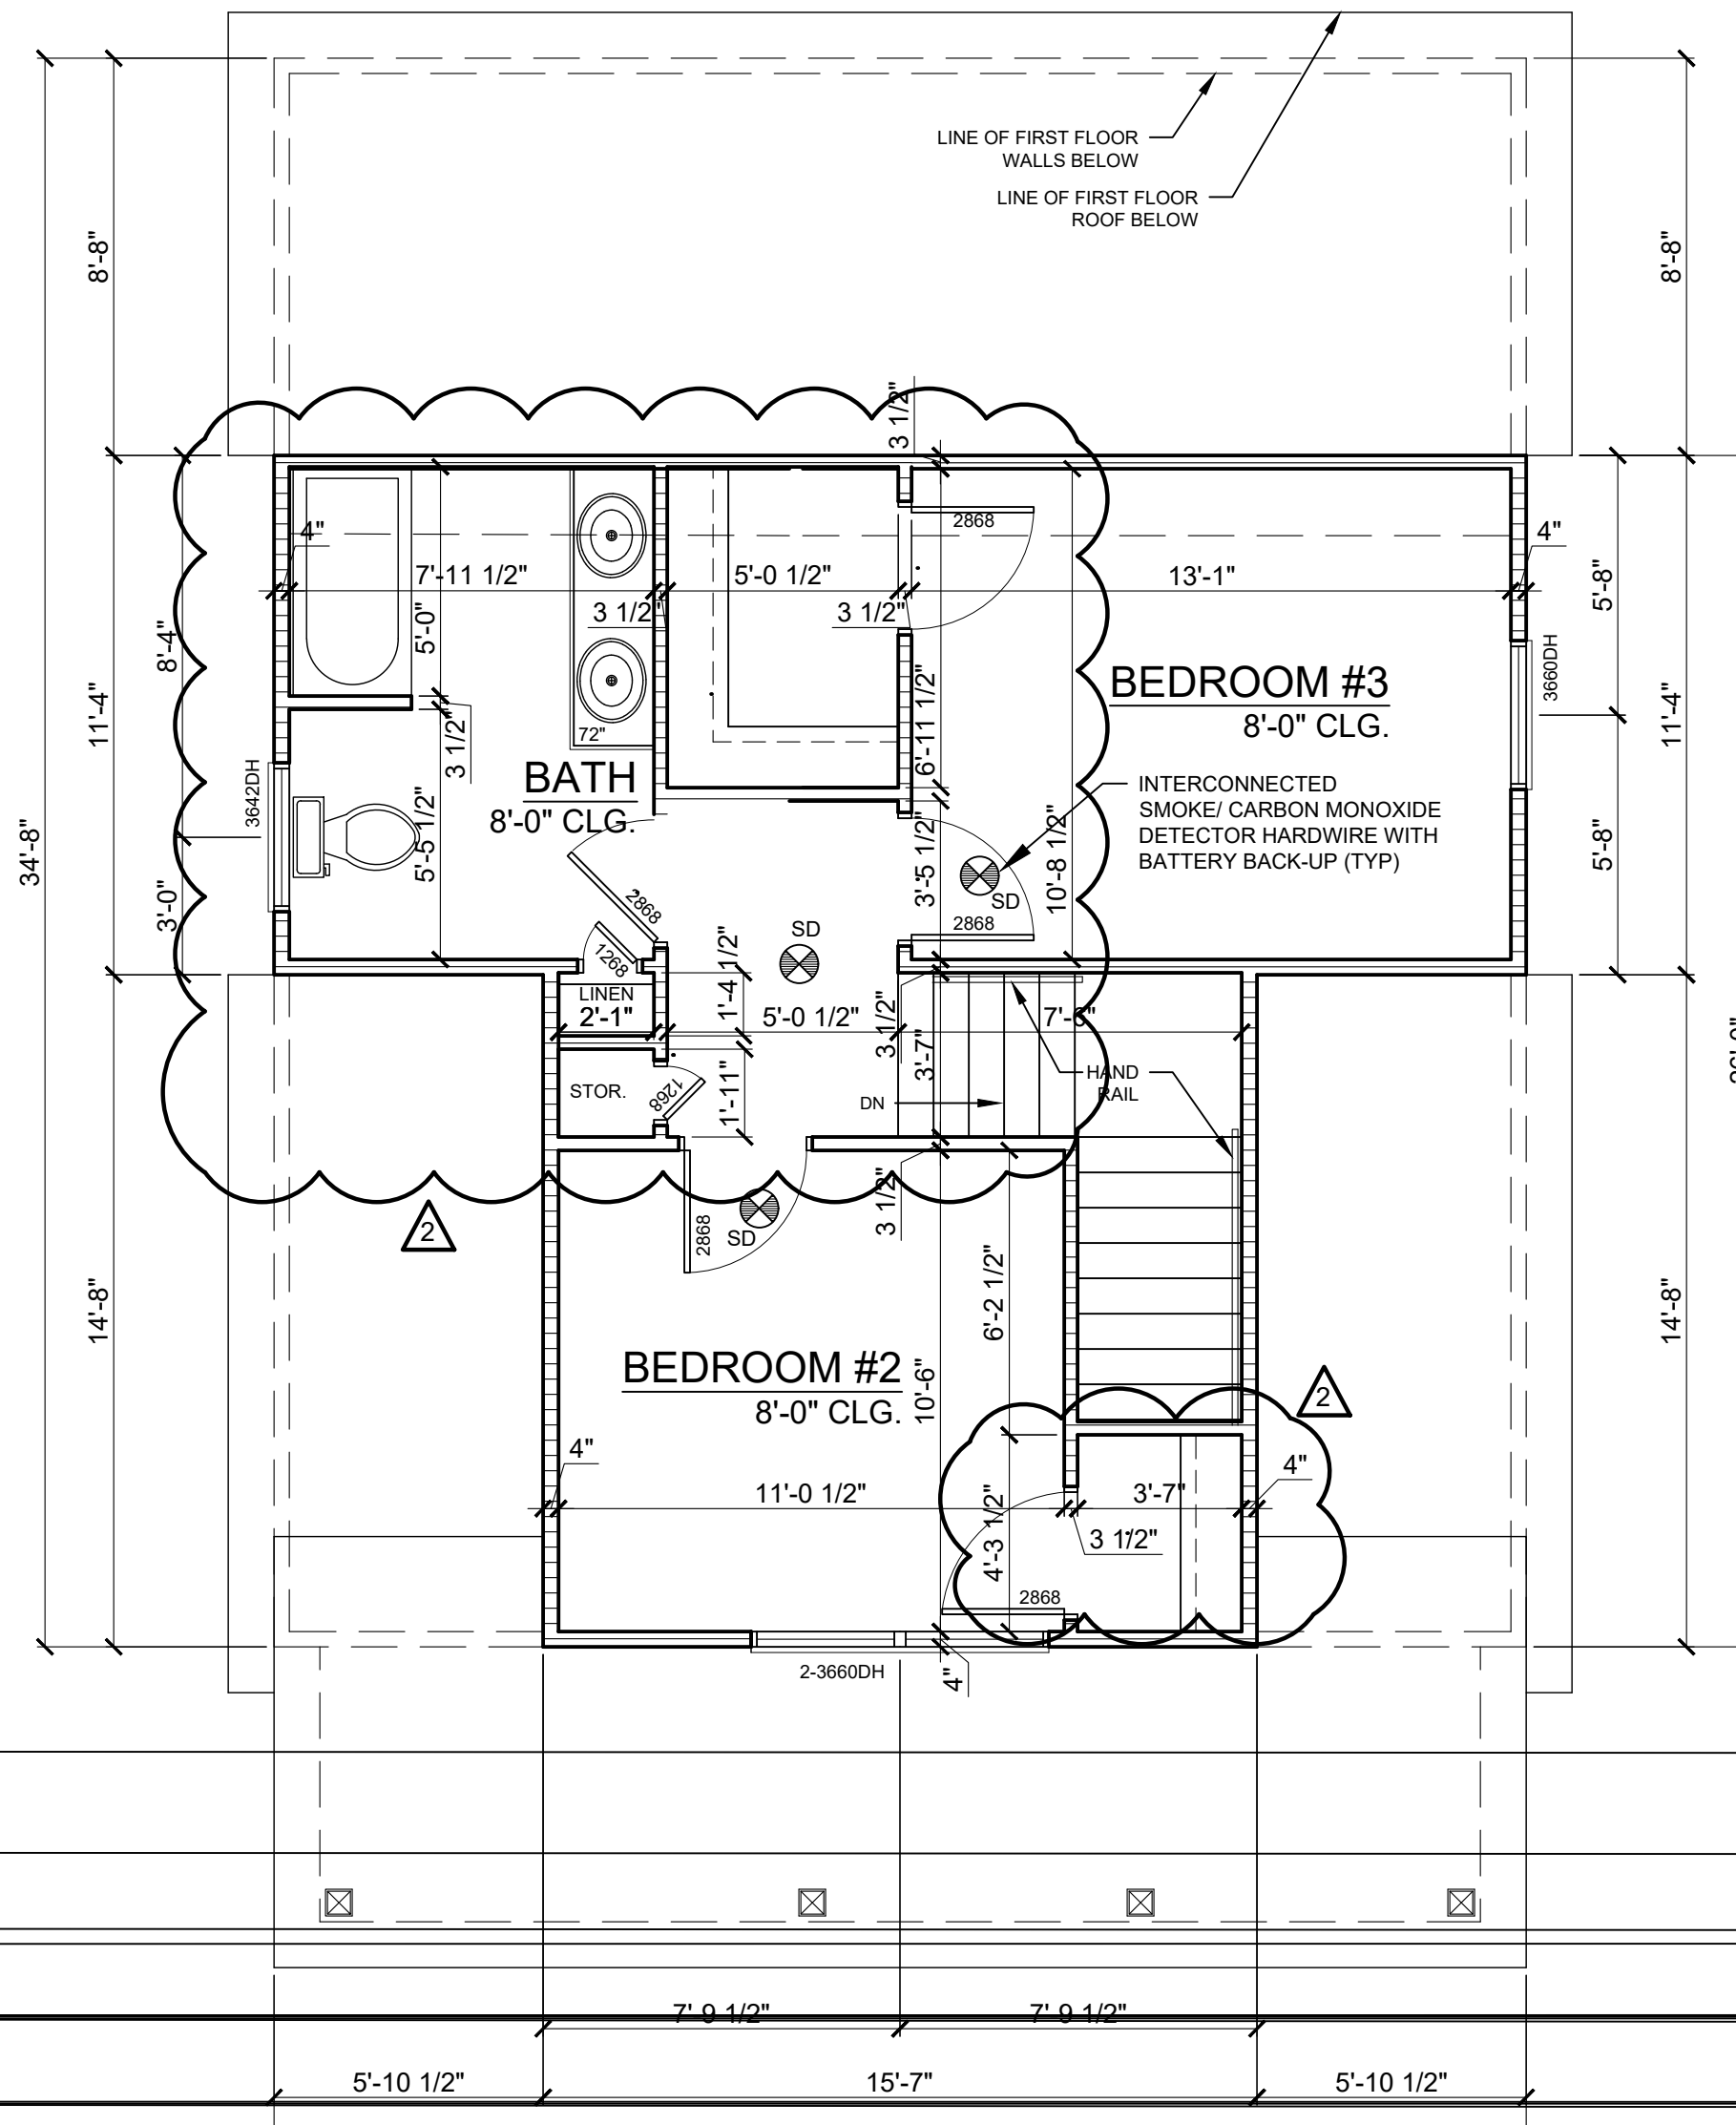 LINE OF FIRST FLOOR
WALLS BELOW
LINE OF FIRST FLOOR
ROOF BELOW
8'-8"
8'-8"
34'-8"
11'-4"
8'-4"
3'-0"
14'-8"
3 1/2"
4"
7'-11 1/2"
5'-0 1/2"
13'-1"
4"
2868
3 1/2"
3 1/2"
5'-0"
3 1/2"
5'-5 1/2"
72"
3642DH
BATH
8'-0" CLG.
6'-11 1/2"
3'-5 1/2"
10'-8 1/2"
BEDROOM #3
8'-0" CLG.
3660DH
5'-8"
5'-8"
11'-4"
INTERCONNECTED
SMOKE/ CARBON MONOXIDE
DETECTOR HARDWIRE WITH
BATTERY BACK-UP (TYP)
SD
2868
SD
2868
1268
LINEN
2'-1"
1'-4 1/2"
5'-0 1/2"
3 1/2"
3'-7"
7'-6"
STOR.
1268
1'-11"
DN
HAND
RAIL
3 1/2"
2
2868
SD
6'-2 1/2"
14'-8"
BEDROOM #2
8'-0" CLG.
10'-6"
2
4"
11'-0 1/2"
4'-3 1/2"
3'-7"
4"
3 1/2"
2868
2-3660DH
4"
7'-9 1/2"
7'-9 1/2"
5'-10 1/2"
15'-7"
5'-10 1/2"